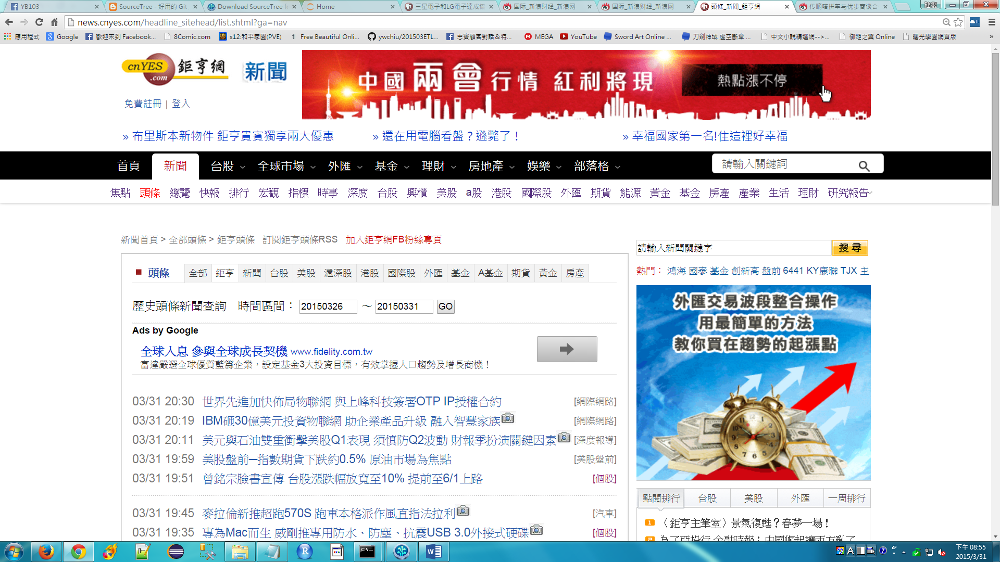 YB103
SourceTree - 好用的 Git
Download SourceTree f
Home
三星電子和LG電子達成協
国际_新浪财经_新浪网
国际_新浪财经_新浪网
頭條_新聞_鉅亨網
传嘀嗒拼车与优步商谈合
建復
news.cnyes.com/headline_sitehead/list.shtml?ga=nav
應用程式
Google
歡迎來到 Facebook...
8Comic.com
s12:和平家園(PVE)
Free Beautiful Onli...
ywchiu/201503ETL...
忠實顧客對話＆特...
MEGA
YouTube
Sword Art Online ...
刀劍神域 虛空斷章 ...
中文小說精選網-->...
御姬之翼 Online
曙光學園網頁版
»
cnYES .com 鉅亨網 新聞
中國兩會行情 紅利將現 熱點漲不停
免費註冊 | 登入
» 布里斯本新物件 鉅亨貴賓獨享兩大優惠
» 還在用電腦看盤？遜斃了！
» 幸福國家第一名!住這裡好幸福
首頁 新聞 台股 全球市場 外匯 基金 理財 房地產 娛樂 部落格 請輸入關鍵詞
焦點 頭條 總覽 快報 排行 宏觀 指標 時事 深度 台股 興櫃 美股 a股 港股 國際股 外匯 期貨 能源 黃金 基金 房產 產業 生活 理財 研究報告
新聞首頁 > 全部頭條 > 鉅亨頭條 訂閱鉅亨頭條RSS 加入鉅亨網FB粉絲專頁
頭條 全部 鉅亨 新聞 台股 美股 滬深股 港股 國際股 外匯 基金 A基金 期貨 黃金 房產
歷史頭條新聞查詢 時間區間： 20150326 ～ 20150331 GO
Ads by Google
全球入息 參與全球成長契機 www.fidelity.com.tw
富達嚴選全球優質藍籌企業，設定基金3大投資目標，有效掌握人口趨勢及增長商機！
03/31 20:30 世界先進加快佈局物聯網 與上峰科技簽署OTP IP授權合約 [網際網路]
03/31 20:19 IBM砸30億美元投資物聯網 助企業產品升級 融入智慧家族 [網際網路]
03/31 20:11 美元與石油雙重衝擊美股Q1表現 須慎防Q2波動 財報季扮演關鍵因素 [深度報導]
03/31 19:59 美股盤前─指數期貨下跌約0.5% 原油市場為焦點 [美股盤前]
03/31 19:51 曾銘宗臉書宣傳 台股漲跌幅放寬至10% 提前至6/1上路 [個股]
03/31 19:45 麥拉倫新推超跑570S 跑車本格派作風直指法拉利 [汽車]
03/31 19:35 專為Mac而生 威剛推專用防水、防塵、抗震USB 3.0外接式硬碟 [個股]
請輸入新聞關鍵字 搜尋
熱門： 鴻海 國泰 基金 創新高 盤前 6441 KY康聯 TJX 主
外匯交易波段整合操作
用最簡單的方法
教你買在趨勢的起漲點
點閱排行 台股 美股 外匯 一周排行
1 〈鉅亨主筆室〉景氣復甦？春夢一場！
下午 08:55
2015/3/31